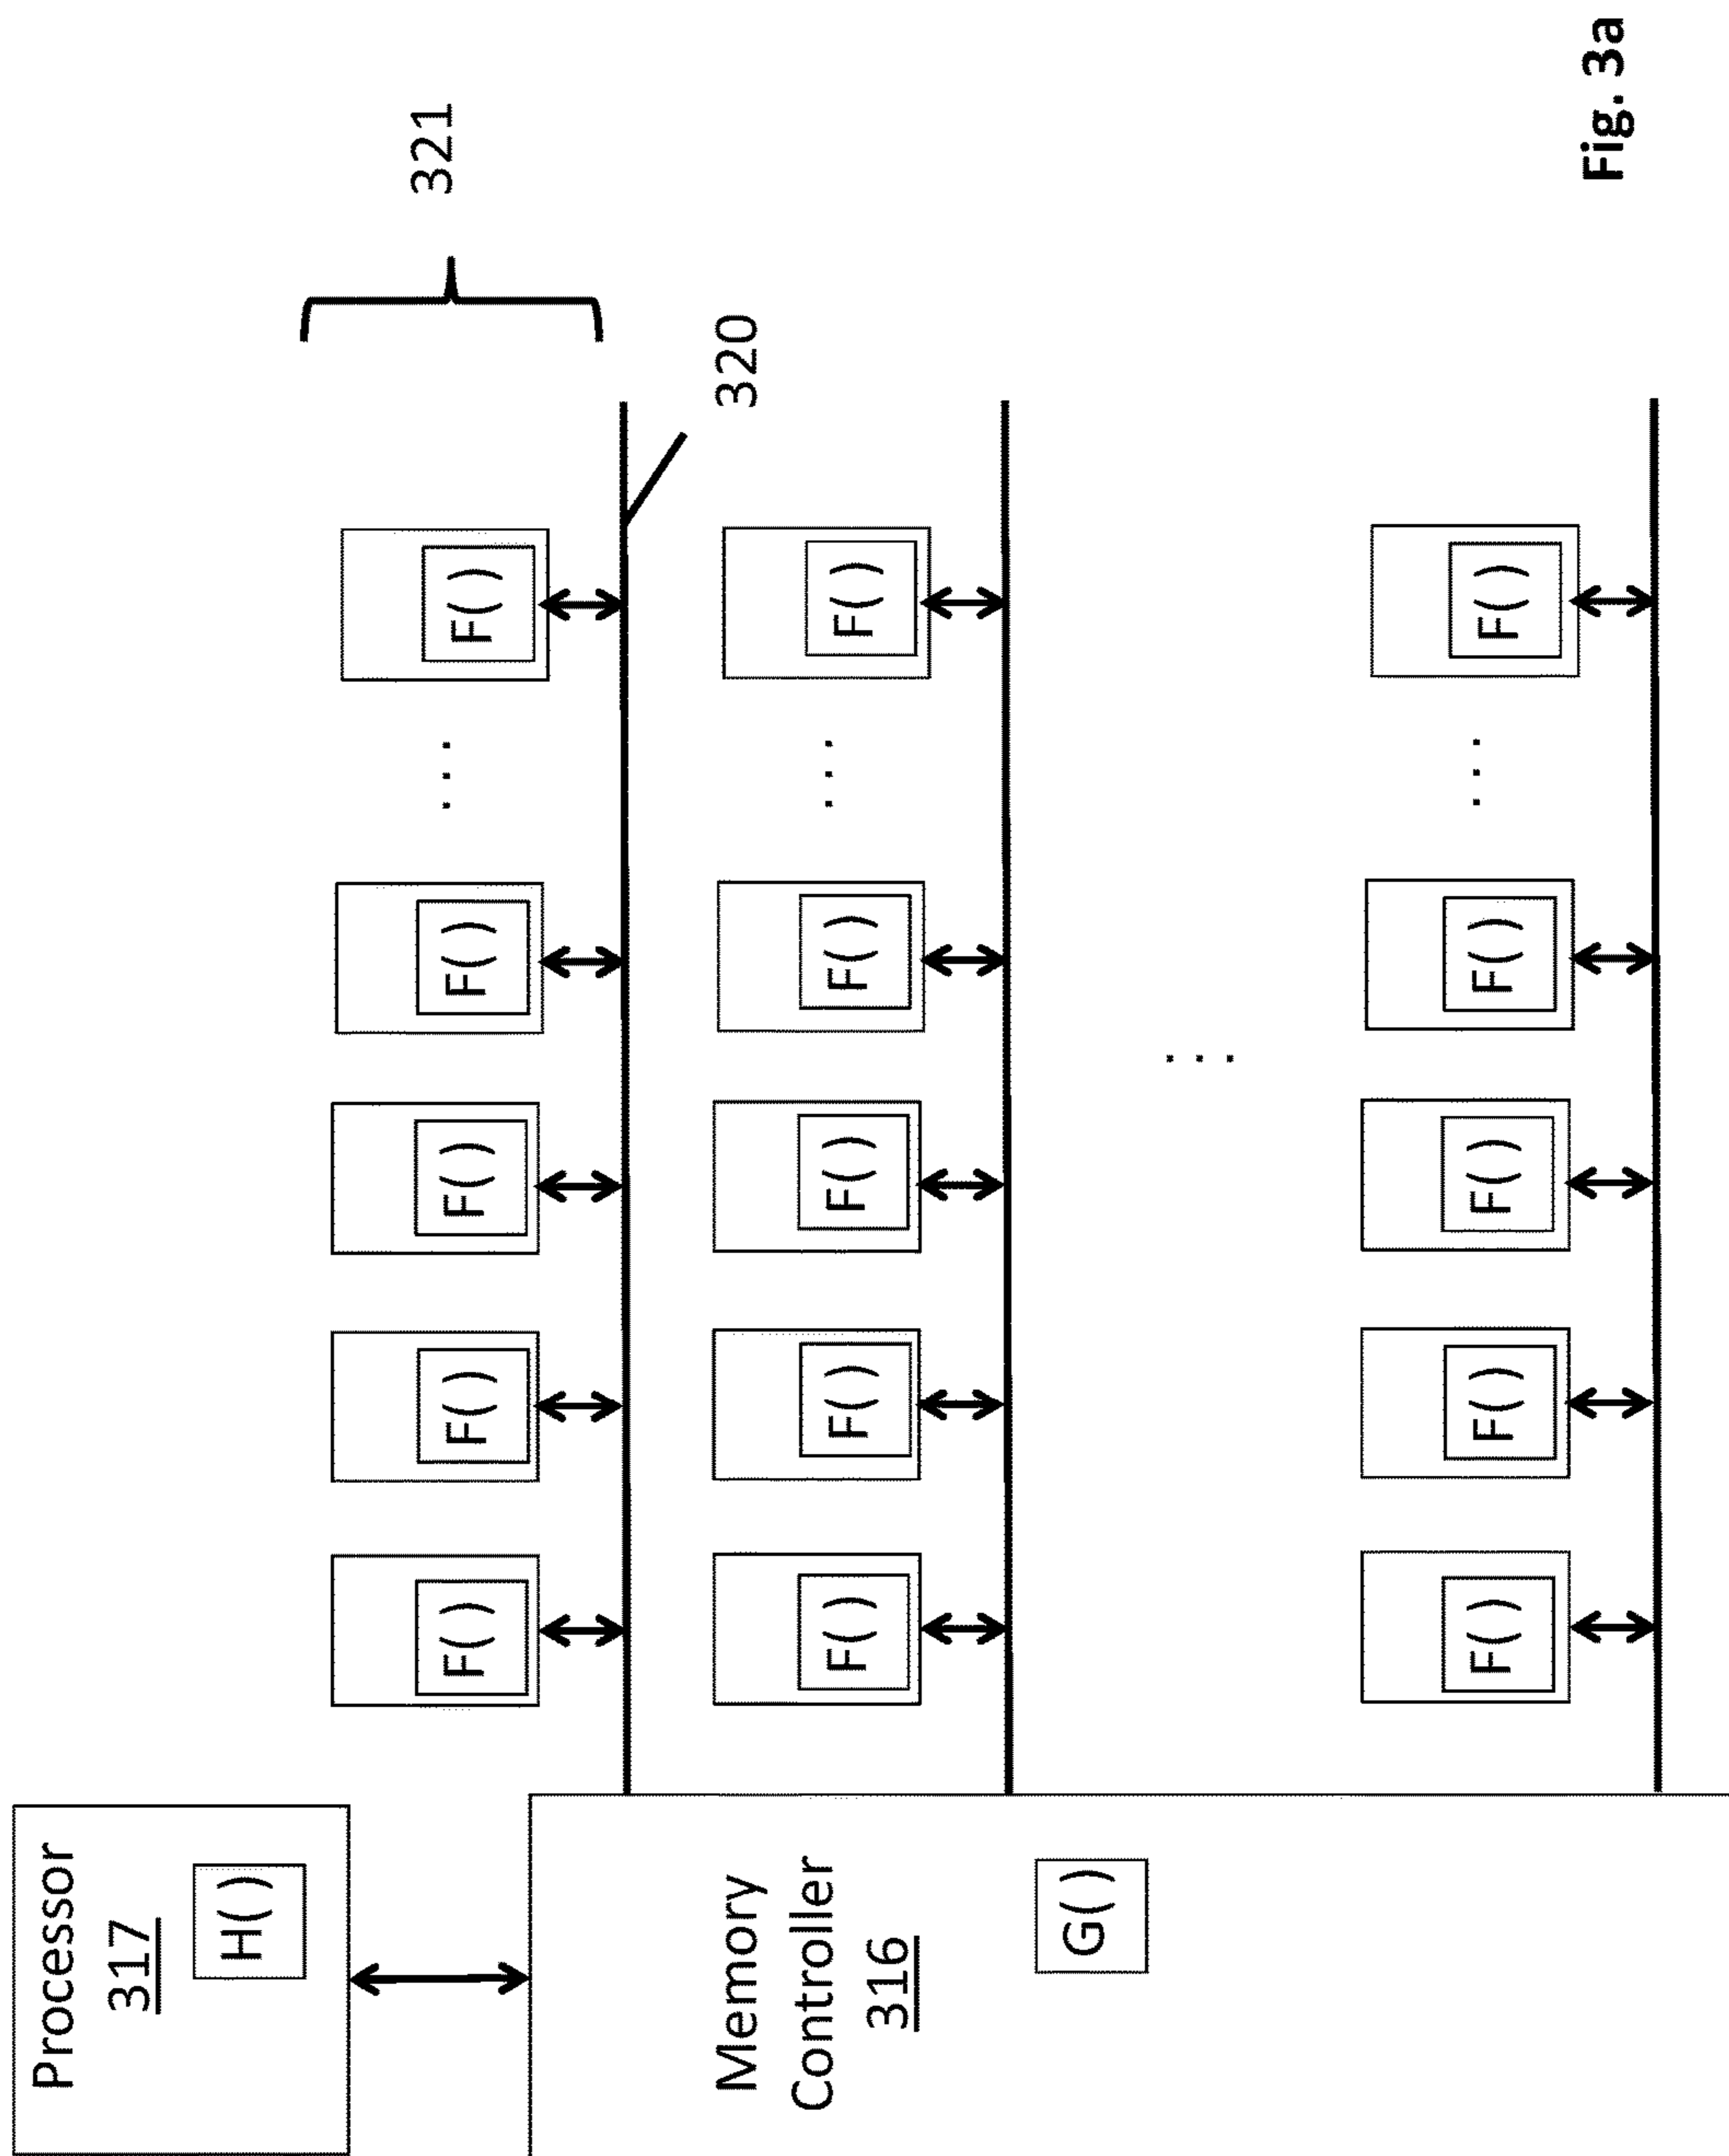 Processor
317
H()
321
F() F() F() F() ... F()
320
Memory
Controller
316
F() F() F() F() ... F()
G()
...
F() F() F() F() ... F()
Fig. 3a